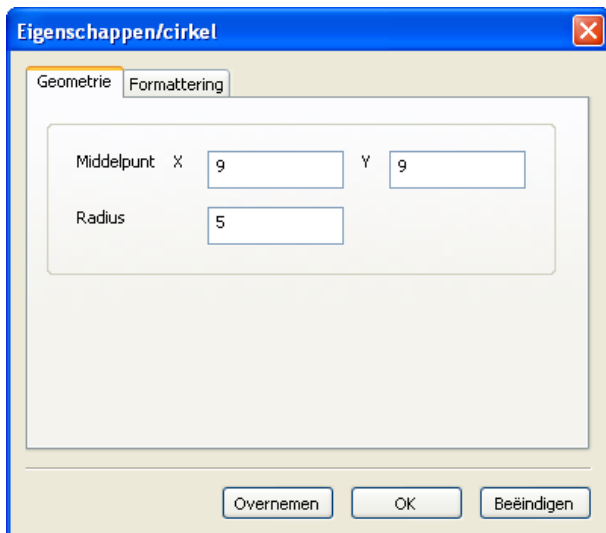 Eigenschappen/cirkel
Geometrie Formattering
Middelpunt X 9 Y 9
Radius 5
Overnemen OK Beëindigen